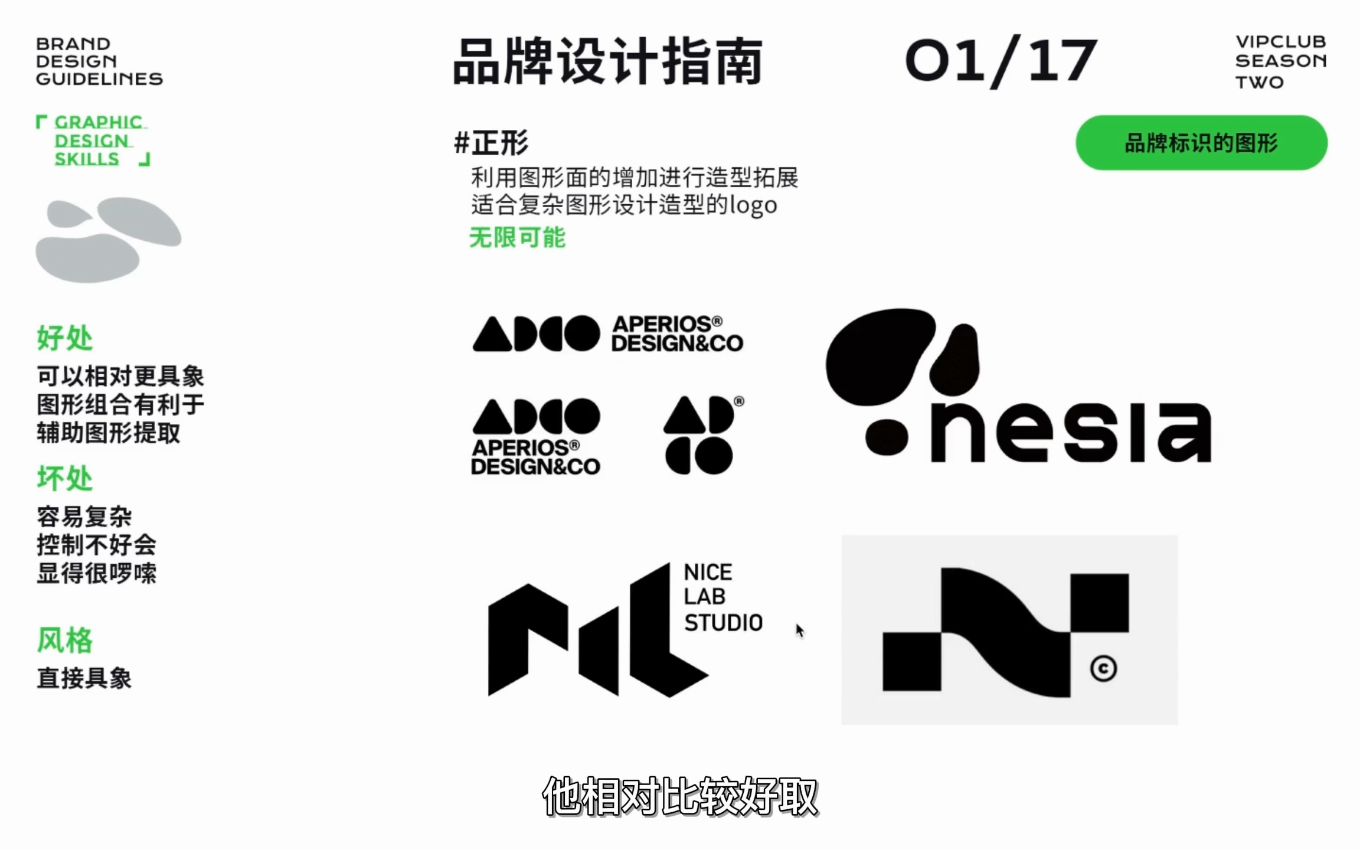 BRAND
DESIGN
GUIDELINES
品牌设计指南
01/17
VIPCLUB
SEASON
TWO
GRAPHIC
DESIGN
SKILLS
#正形
利用图形面的增加进行造型拓展
适合复杂图形设计造型的logo
无限可能
品牌标识的图形
好处
可以相对更具象
图形组合有利于
辅助图形提取
坏处
容易复杂
控制不好会
显得很啰嗦
风格
直接具象
ADCO
APERIOS®
DESIGN&CO
ADCO
APERIOS®
DESIGN&CO
AD®
CO
nesia
NICE
LAB
STUDIO
N
©
他相对比较好取